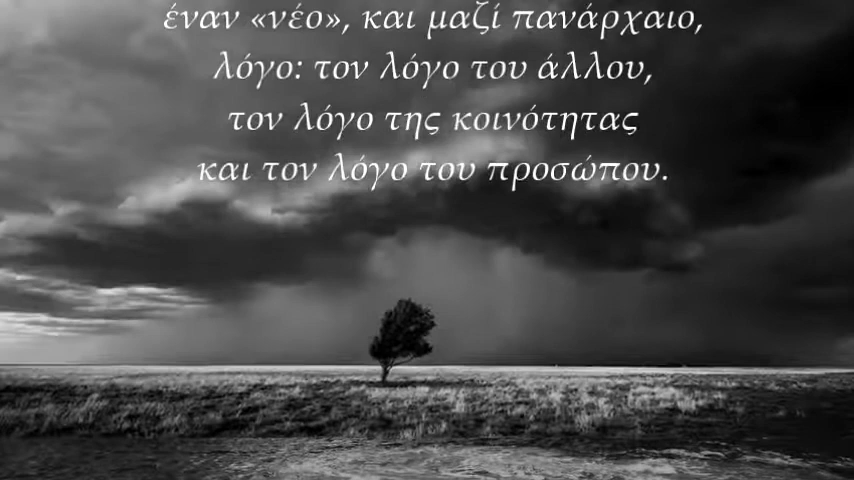 έναν «νέο», και μαζί πανάρχαιο,
λόγο: τον λόγο του άλλου,
τον λόγο της κοινότητας
και τον λόγο του προσώπου.